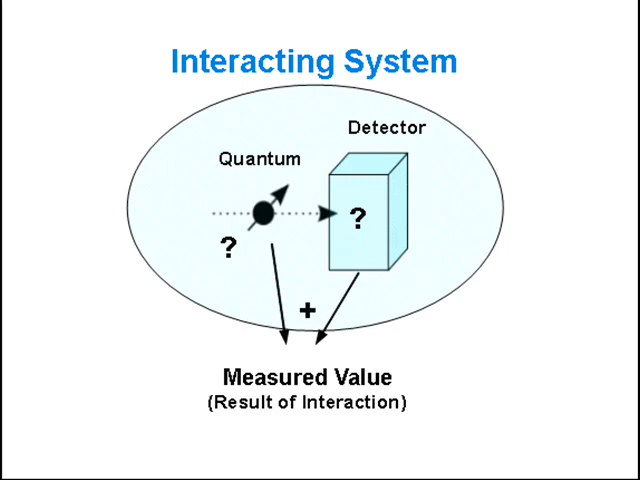 Interacting System
Detector
Quantum
?
?
+
Measured Value
(Result of Interaction)